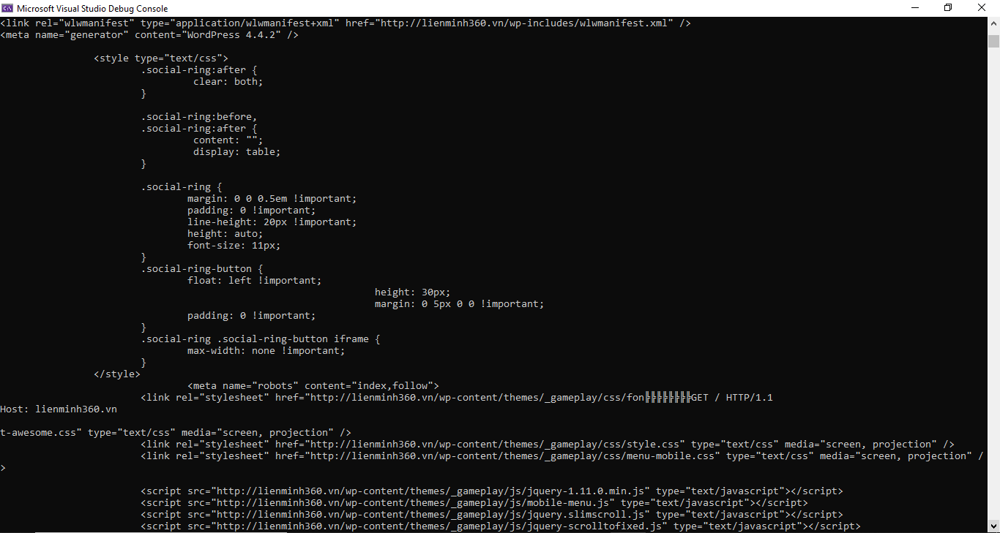 Microsoft Visual Studio Debug Console
<link rel="wlwmanifest" type="application/wlwmanifest+xml" href="http://lienminh360.vn/wp-includes/wlwmanifest.xml" />
<meta name="generator" content="WordPress 4.4.2" />
<style type="text/css">
.social-ring:after {
clear: both;
}
.social-ring:before,
.social-ring:after {
content: "";
display: table;
}
.social-ring {
margin: 0 0 0.5em !important;
padding: 0 !important;
line-height: 20px !important;
height: auto;
font-size: 11px;
}
.social-ring-button {
float: left !important;
height: 30px;
margin: 0 5px 0 0 !important;
padding: 0 !important;
}
.social-ring .social-ring-button iframe {
max-width: none !important;
}
</style>
<meta name="robots" content="index,follow">
<link rel="stylesheet" href="http://lienminh360.vn/wp-content/themes/_gameplay/css/fon╠╠╠╠╠╠╠╠GET / HTTP/1.1
Host: lienminh360.vn
t-awesome.css" type="text/css" media="screen, projection" />
<link rel="stylesheet" href="http://lienminh360.vn/wp-content/themes/_gameplay/css/style.css" type="text/css" media="screen, projection" />
<link rel="stylesheet" href="http://lienminh360.vn/wp-content/themes/_gameplay/css/menu-mobile.css" type="text/css" media="screen, projection" /
>
<script src="http://lienminh360.vn/wp-content/themes/_gameplay/js/jquery-1.11.0.min.js" type="text/javascript"></script>
<script src="http://lienminh360.vn/wp-content/themes/_gameplay/js/mobile-menu.js" type="text/javascript"></script>
<script src="http://lienminh360.vn/wp-content/themes/_gameplay/js/jquery.slimscroll.js" type="text/javascript"></script>
<script src="http://lienminh360.vn/wp-content/themes/_gameplay/js/jquery-scrolltofixed.js" type="text/javascript"></script>